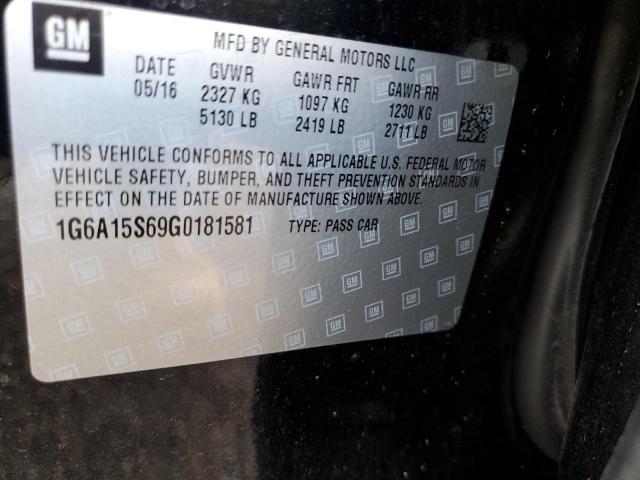 GM
MFD BY GENERAL MOTORS LLC
DATE GVWR GAWR FRT GAWR RR
05/16 2327 KG 1097 KG 1230 KG
5130 LB 2419 LB 2711 LB
THIS VEHICLE CONFORMS TO ALL APPLICABLE U.S. FEDERAL MOTOR
VEHICLE SAFETY, BUMPER, AND THEFT PREVENTION STANDARDS IN
EFFECT ON THE DATE OF MANUFACTURE SHOWN ABOVE.
1G6A15S69G0181581 TYPE: PASS CAR